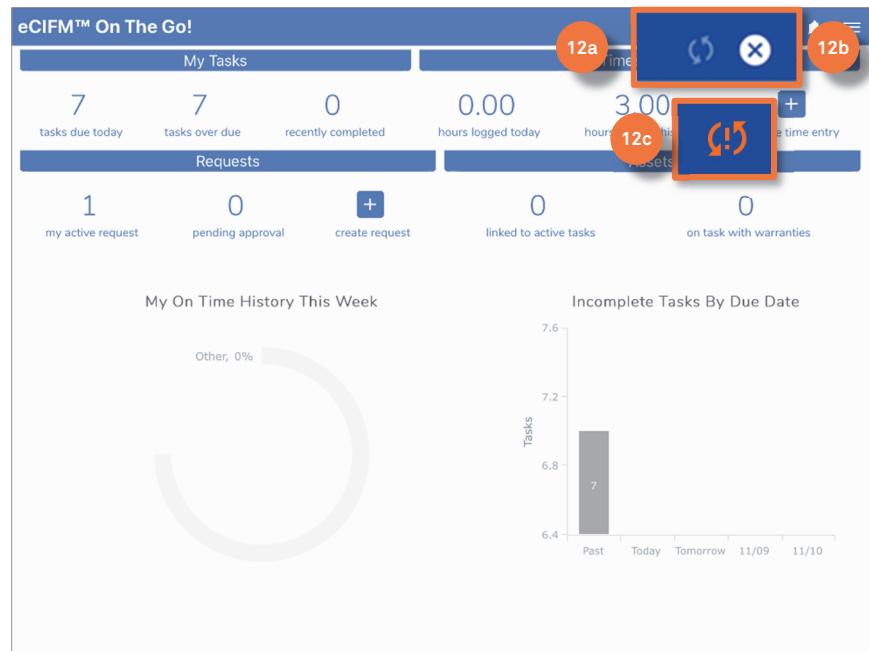 eCIFM™ On The Go!
12a
12b
My Tasks
Time
7
7
0
0.00
3.00
+
tasks due today
tasks over due
recently completed
hours logged today
hours
time entry
12c
Requests
Assets
1
0
+
0
0
my active request
pending approval
create request
linked to active tasks
on task with warranties
My On Time History This Week
Incomplete Tasks By Due Date
Other, 0%
7.6
7.2
6.8
6.4
Tasks
7
Past
Today
Tomorrow
11/09
11/10